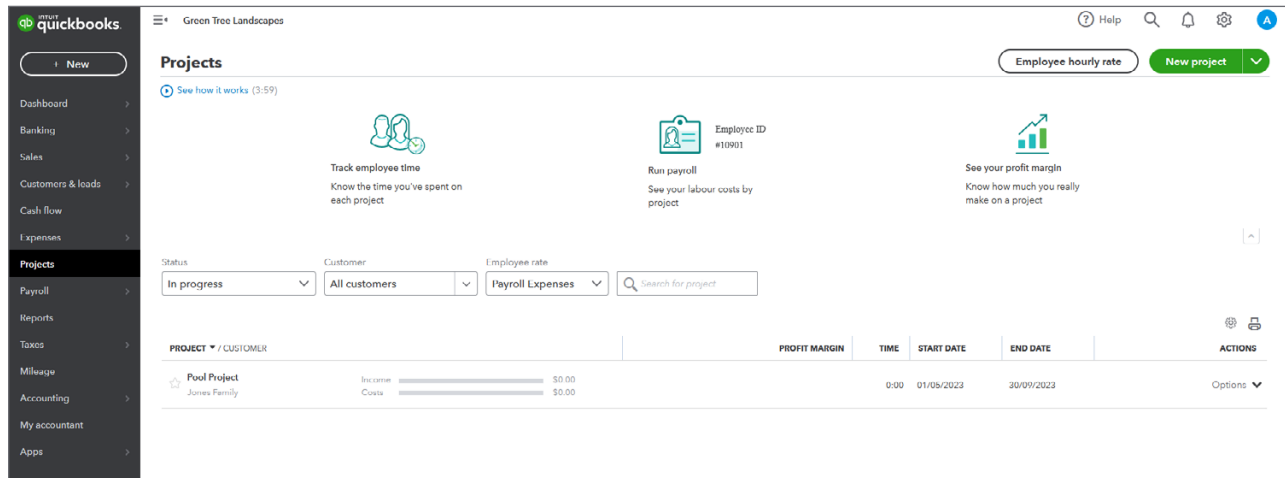 INTUIT
qb quickbooks.
Green Tree Landscapes
? Help
A
+ New
Projects
Employee hourly rate
New project
See how it works (3:59)
Dashboard
Banking
Sales
Customers & leads
Cash flow
Expenses
Projects
Payroll
Reports
Taxes
Mileage
Accounting
My accountant
Apps
Track employee time
Know the time you've spent on
each project
Employee ID
#10901
Run payroll
See your labour costs by
project
See your profit margin
Know how much you really
make on a project
Status
Customer
Employee rate
In progress
All customers
Payroll Expenses
Search for project
PROJECT / CUSTOMER
PROFIT MARGIN
TIME
START DATE
END DATE
ACTIONS
Pool Project
Jones Family
Income $0.00
Costs $0.00
0:00
01/05/2023
30/09/2023
Options